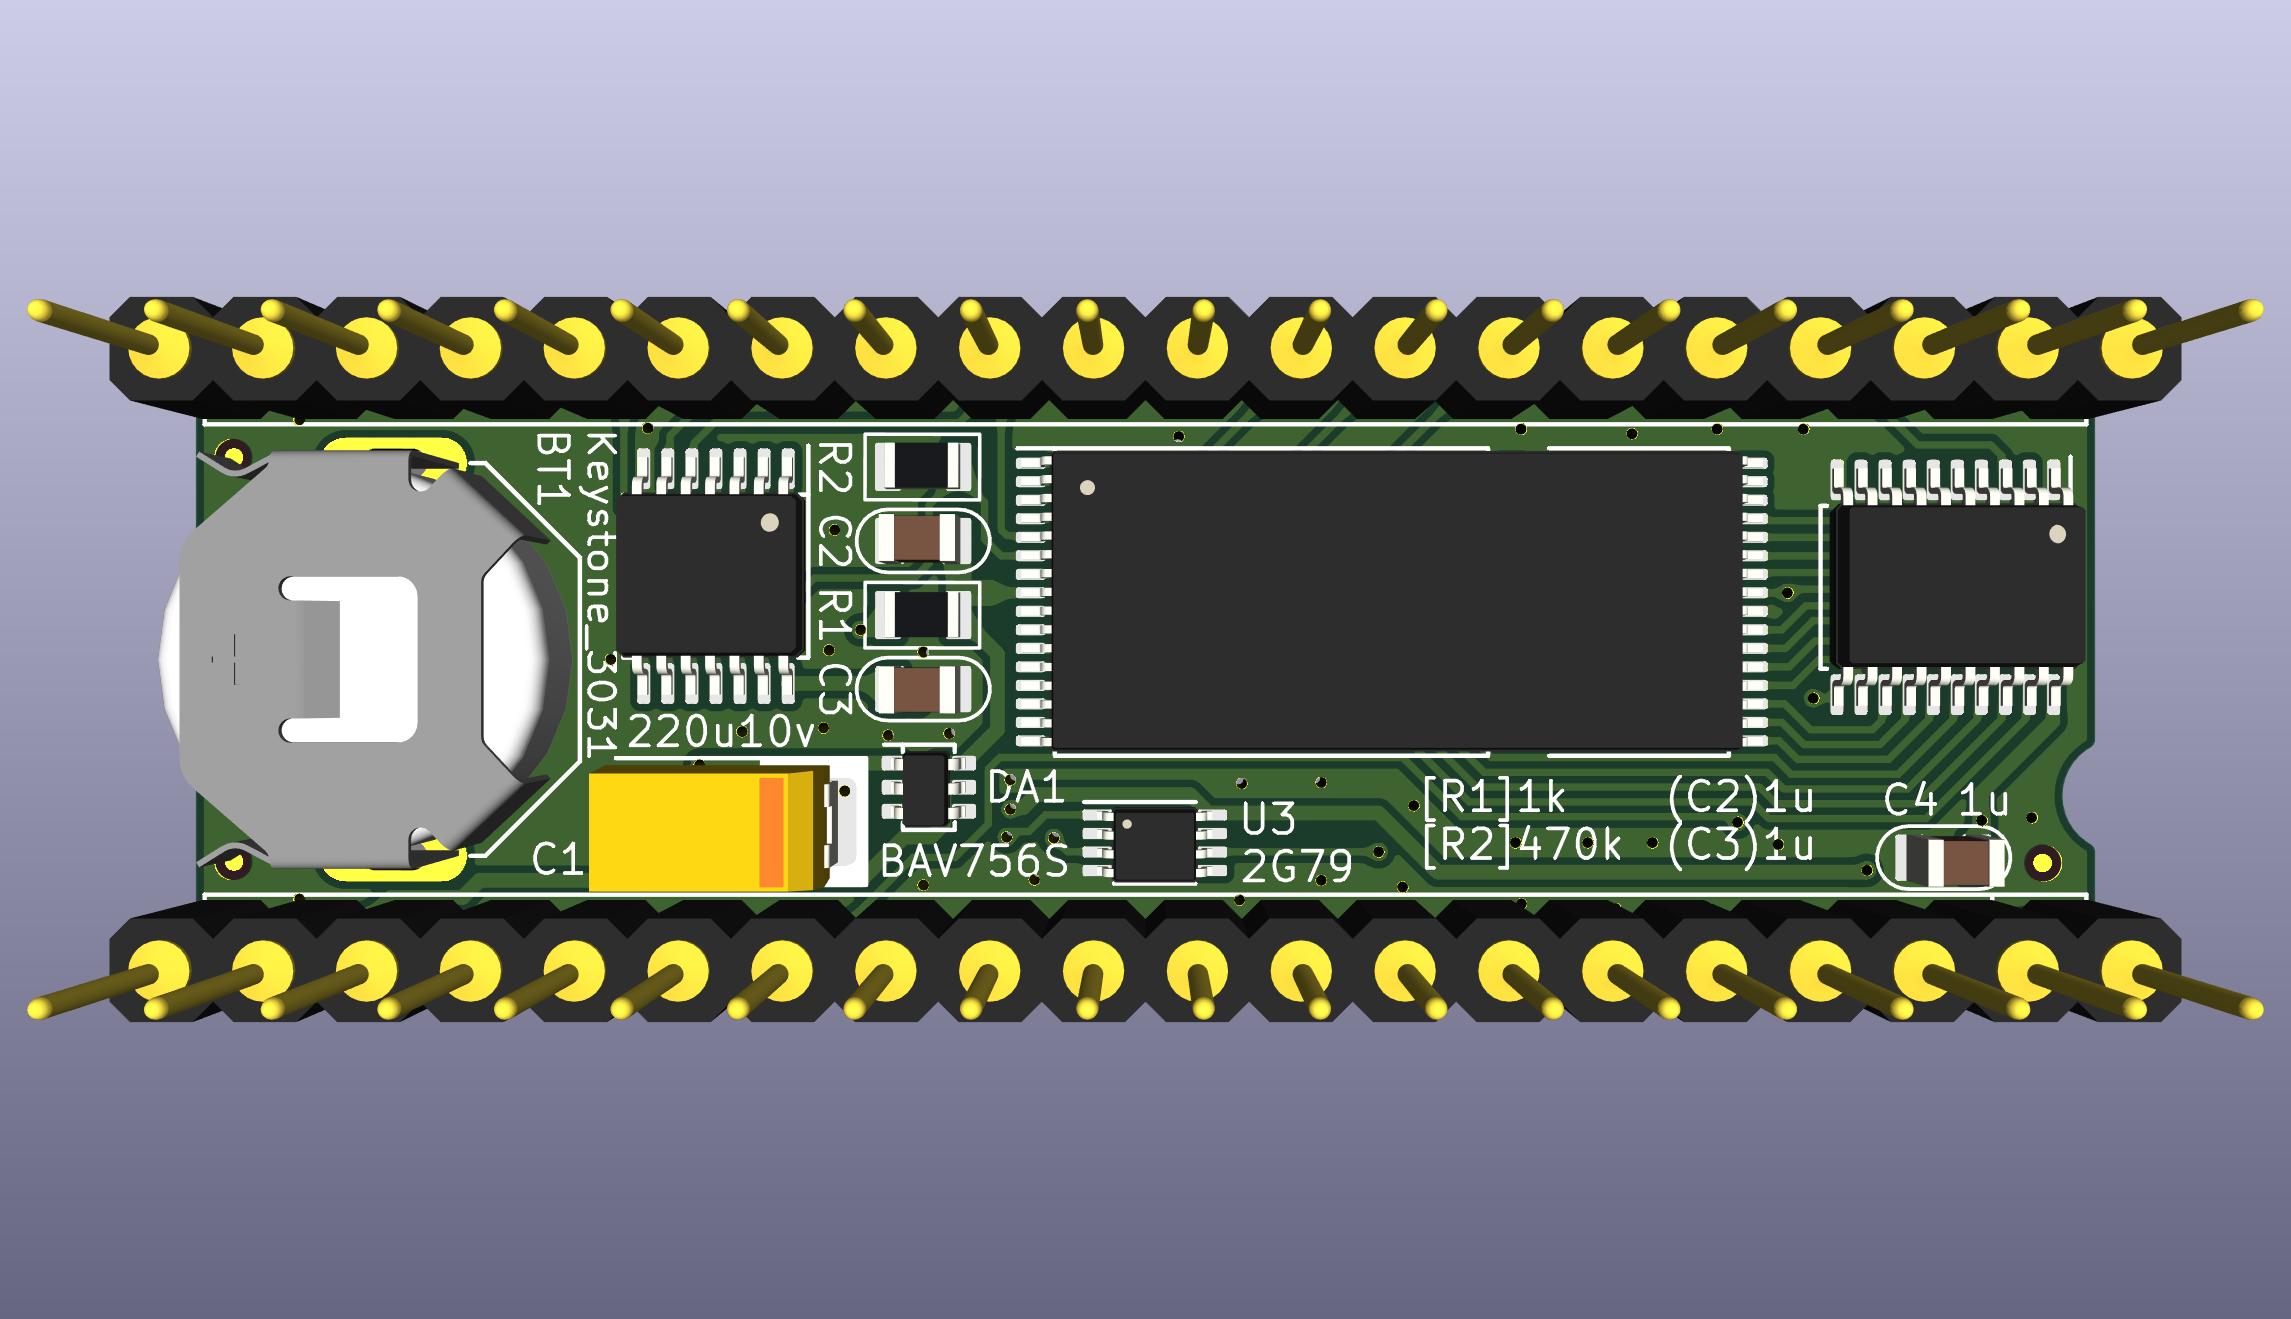 BT1
Keystone_3031
R2
C2
R1
C3
220u10v
C1
DA1
BAV756S
U3
2G79
[R1]1k (C2)1u
[R2]470k (C3)1u
C4 1u